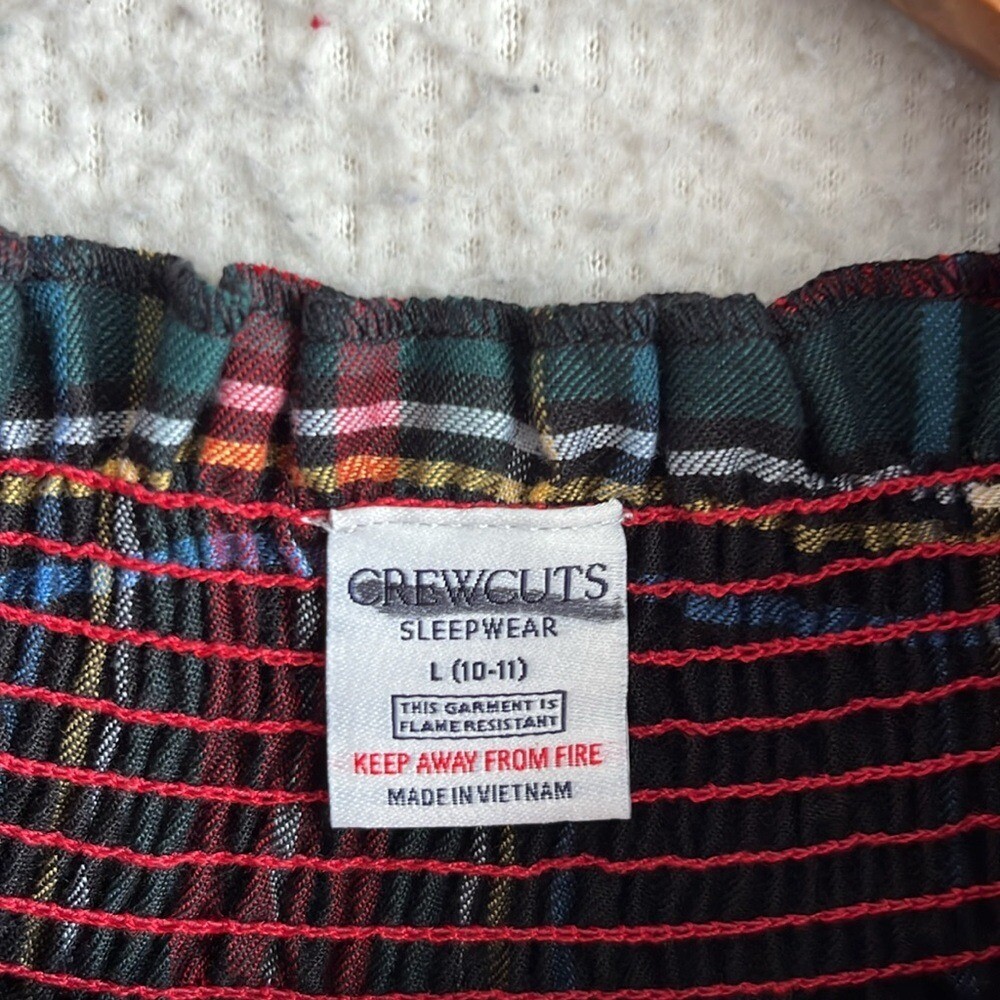 CREWCUTS
SLEEPWEAR
L (10-11)
THIS GARMENT IS
FLAME RESISTANT
KEEP AWAY FROM FIRE
MADE IN VIETNAM